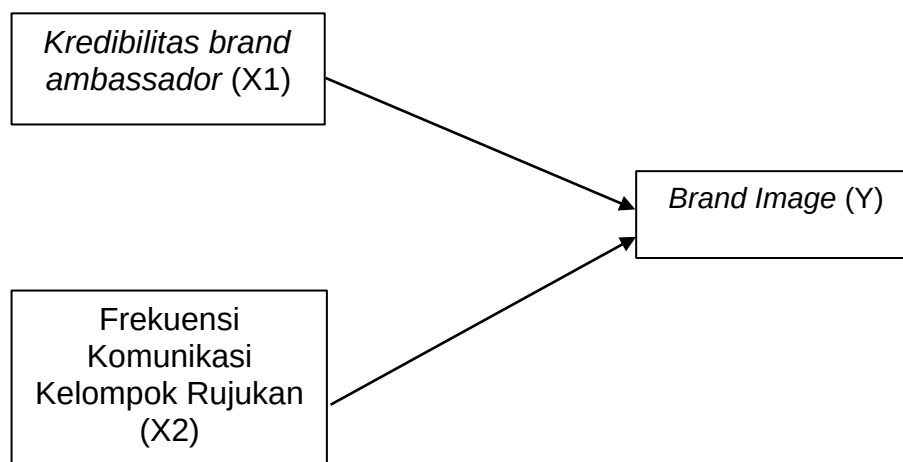 Kredibilitas brand
ambassador (X1)
Brand Image (Y)
Frekuensi
Komunikasi
Kelompok Rujukan
(X2)